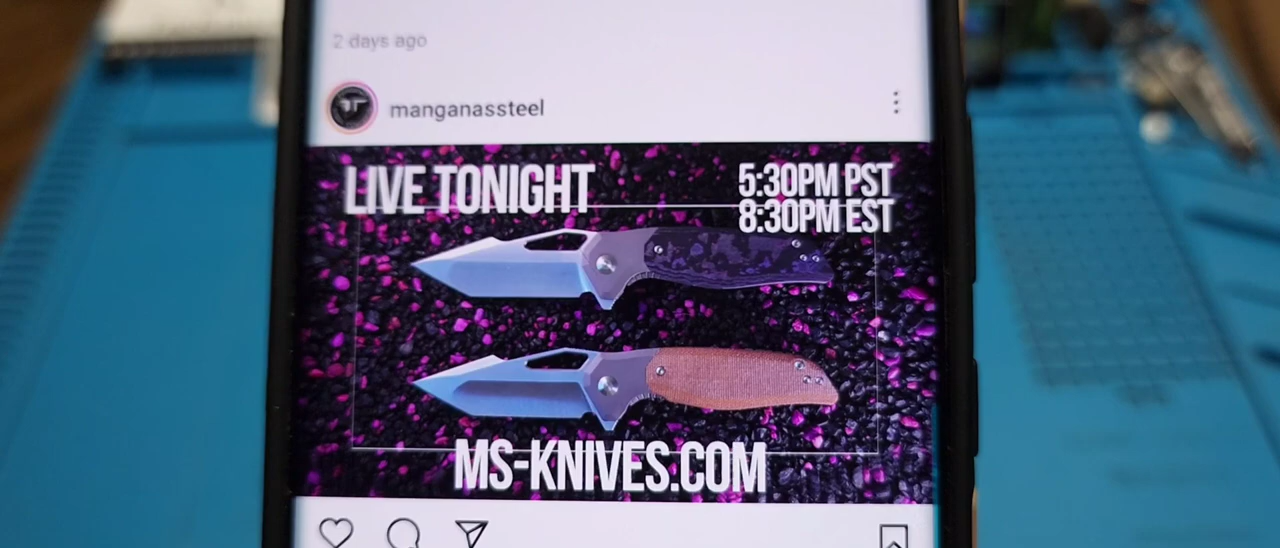 2 days ago
manganassteel
LIVE TONIGHT
5:30PM PST
8:30PM EST
MS-KNIVES.COM